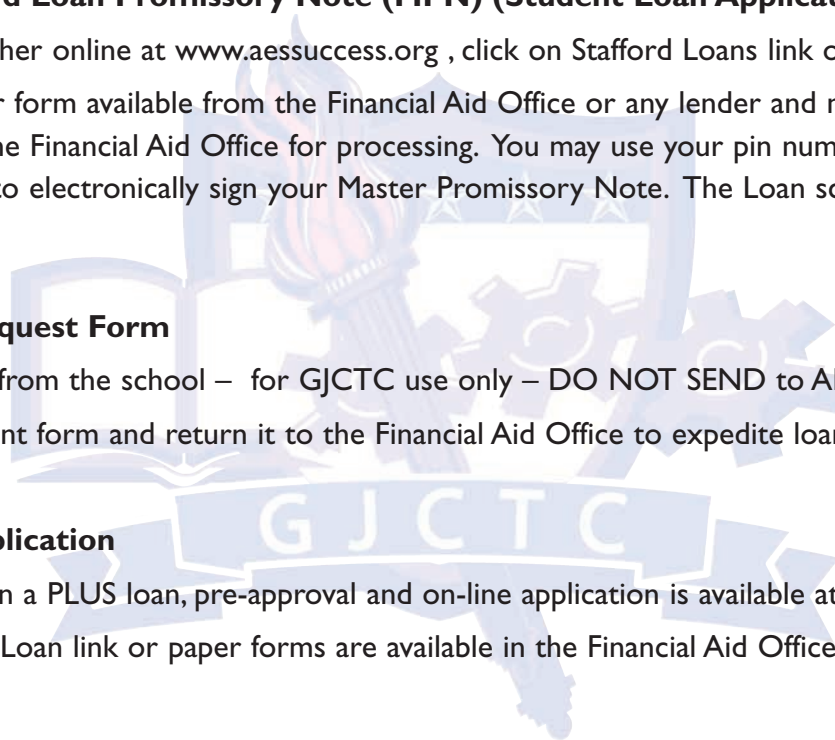 d Loan Promissory Note (MPN) (Student Loan Applicat
her online at www.aessuccess.org , click on Stafford Loans link o
r form available from the Financial Aid Office or any lender and
he Financial Aid Office for processing. You may use your pin num
to electronically sign your Master Promissory Note. The Loan sc
quest Form
from the school – for GJCTC use only – DO NOT SEND to A
nt form and return it to the Financial Aid Office to expedite loan
GJCTC
plication
n a PLUS loan, pre-approval and on-line application is available at
Loan link or paper forms are available in the Financial Aid Office